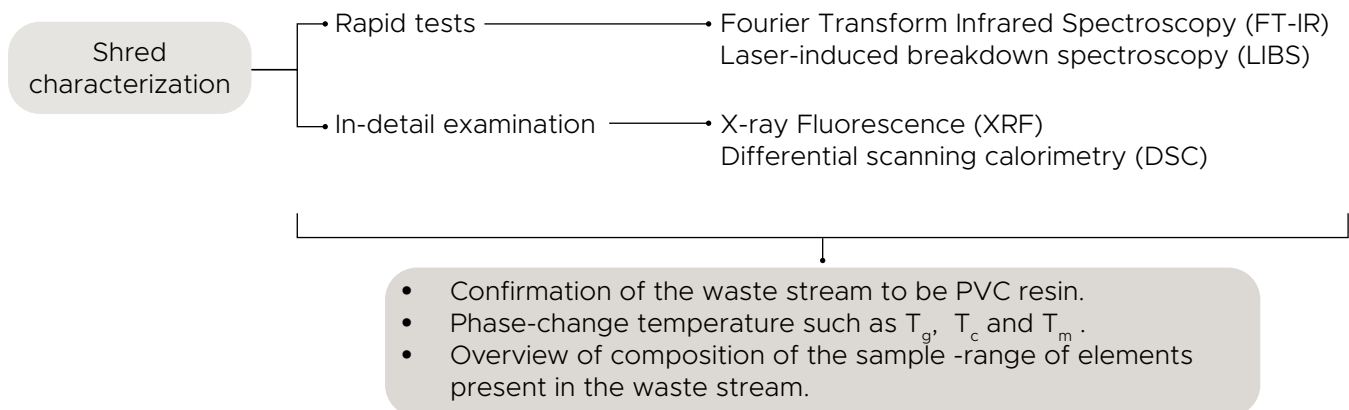 Shred
characterization
Rapid tests
Fourier Transform Infrared Spectroscopy (FT-IR)
Laser-induced breakdown spectroscopy (LIBS)
In-detail examination
X-ray Fluorescence (XRF)
Differential scanning calorimetry (DSC)
• Confirmation of the waste stream to be PVC resin.
• Phase-change temperature such as Tg, Tc and Tm .
• Overview of composition of the sample -range of elements
present in the waste stream.